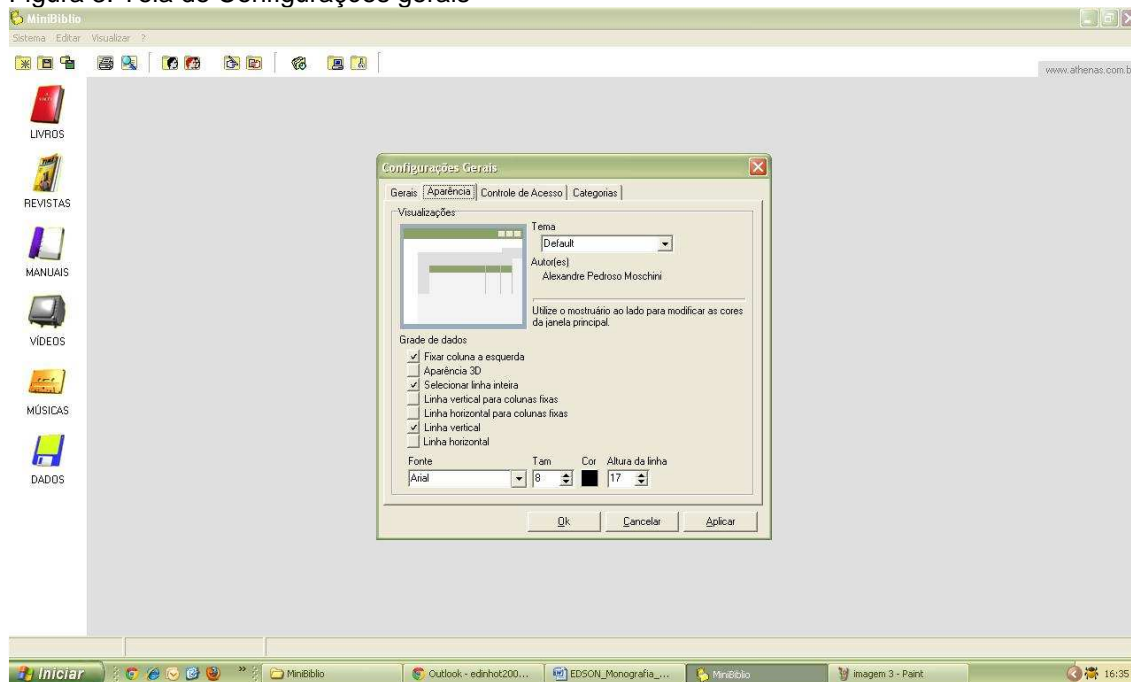 Figura 3: Tela de Configurações gerais
MiniBiblio
Sistema Editar Visualizar ?
www.athenas.com.b
LIVROS
REVISTAS
MANUAIS
VÍDEOS
MÚSICAS
DADOS
Configurações Gerais
Gerais Aparência Controle de Acesso Categorias
Visualizações
Tema
Default
Autor(es)
Alexandre Pedroso Moschini
Utilize o mostruário ao lado para modificar as cores
da janela principal.
Grade de dados
Fixar coluna a esquerda
Aparência 3D
Selecionar linha inteira
Linha vertical para colunas fixas
Linha horizontal para colunas fixas
Linha vertical
Linha horizontal
Fonte Tam Cor Altura da linha
Arial 8 17
Ok Cancelar Aplicar
Iniciar MiniBiblio Outlook - edinhot200... EDSON_Monografia_... MiniBiblio imagem 3 - Paint 16:35